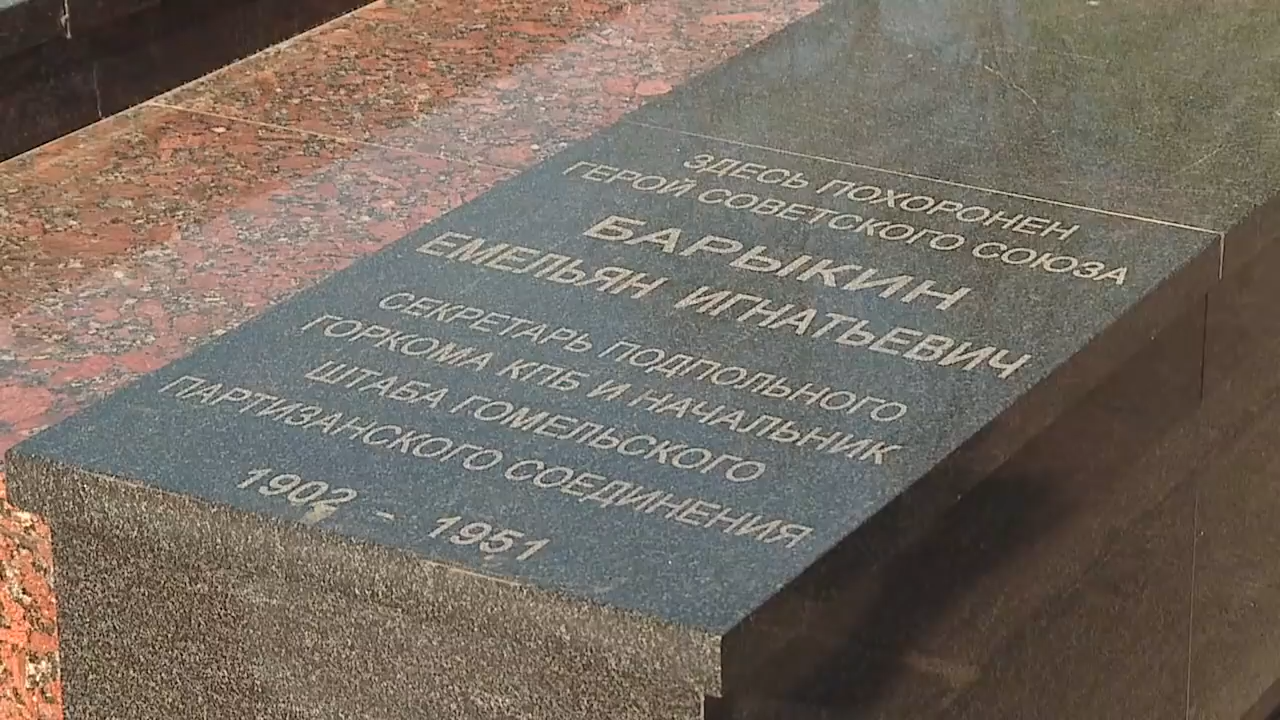 ЗДЕСЬ ПОХОРОНЕН
ГЕРОЙ СОВЕТСКОГО СОЮЗА
БАРЫКИН
ЕМЕЛЬЯН ИГНАТЬЕВИЧ
СЕКРЕТАРЬ ПОДПОЛЬНОГО
ГОРКОМА КПБ И НАЧАЛЬНИК
ШТАБА ГОМЕЛЬСКОГО
ПАРТИЗАНСКОГО СОЕДИНЕНИЯ
1902 - 1951